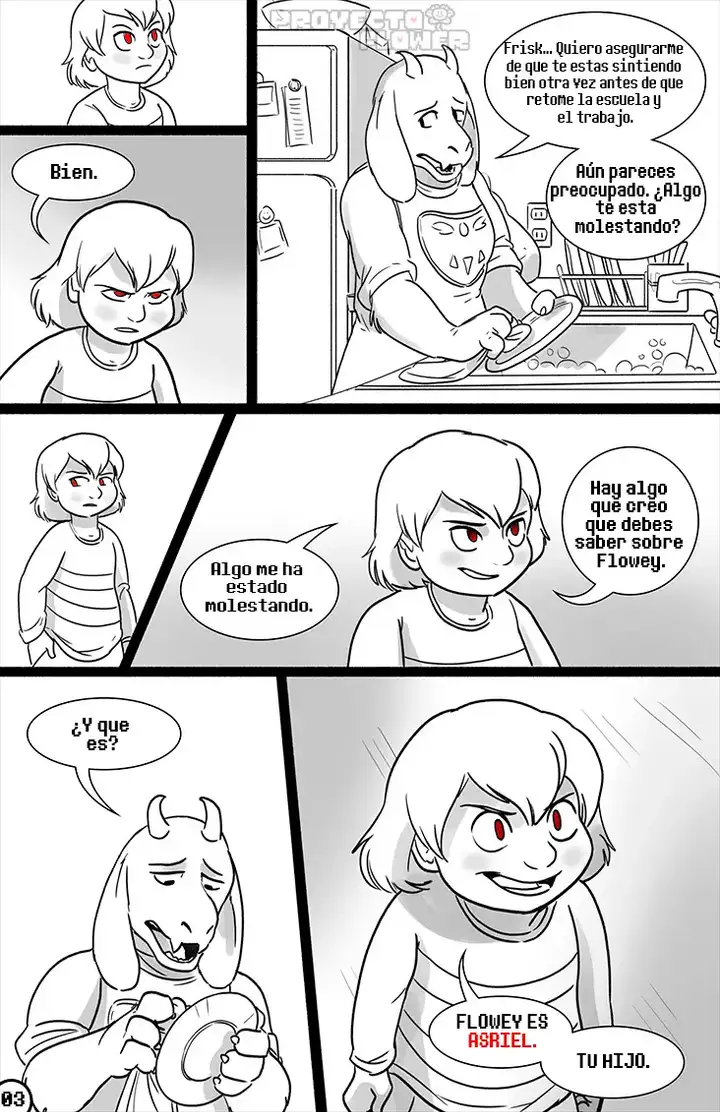 PROYECTO
FLOWER
Frisk... Quiero asegurarme
de que te estas sintiendo
bien otra vez antes de que
retome la escuela y
el trabajo.
Aún pareces
preocupado. ¿Algo
te esta
molestando?
Bien.
Algo me ha
estado
molestando.
Hay algo
que creo
que debes
saber sobre
Flowey.
¿Y que
es?
FLOWEY ES
ASRIEL.
TU HIJO.
03